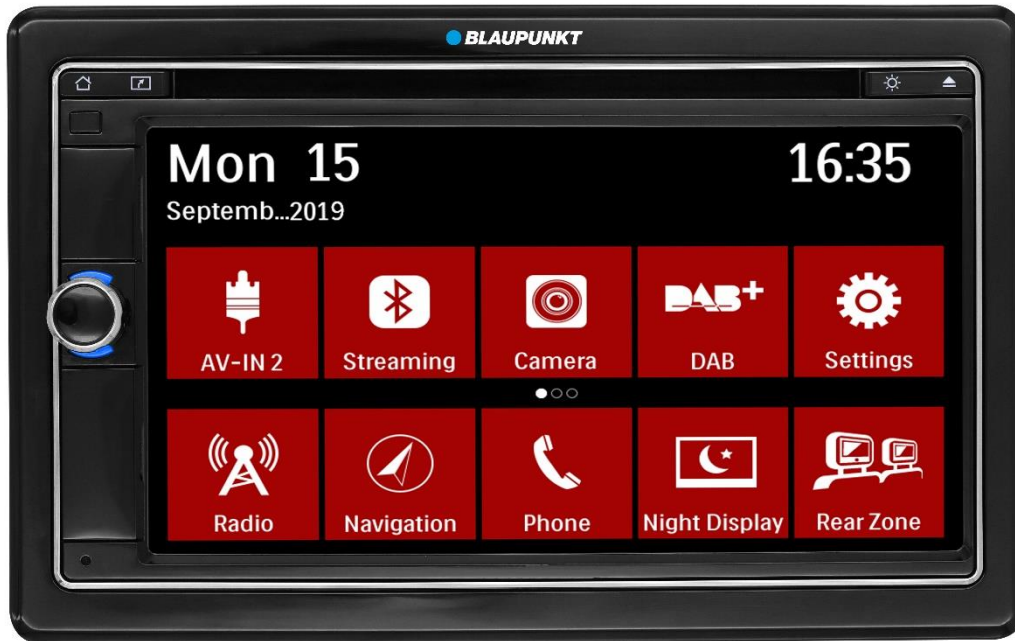 BLAUPUNKT
Mon 15 16:35
Septemb...2019
AV-IN 2 Streaming Camera DAB+ DAB Settings
Radio Navigation Phone Night Display Rear Zone